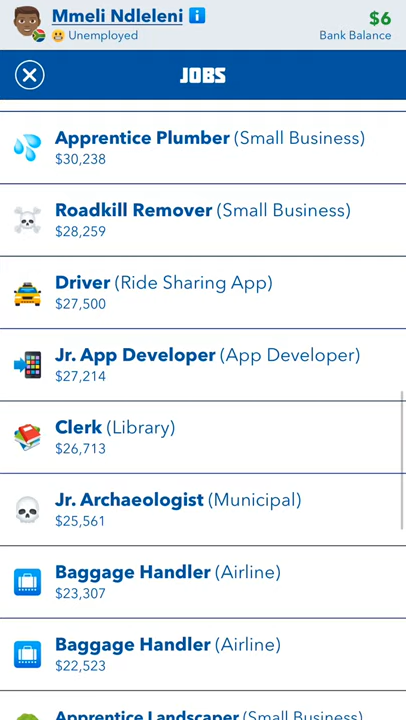 Mmeli Ndleleni
$6
Unemployed
Bank Balance
JOBS
Apprentice Plumber (Small Business)
$30,238
Roadkill Remover (Small Business)
$28,259
Driver (Ride Sharing App)
$27,500
Jr. App Developer (App Developer)
$27,214
Clerk (Library)
$26,713
Jr. Archaeologist (Municipal)
$25,561
Baggage Handler (Airline)
$23,307
Baggage Handler (Airline)
$22,523
Apprentice Landscaper (Small Business)